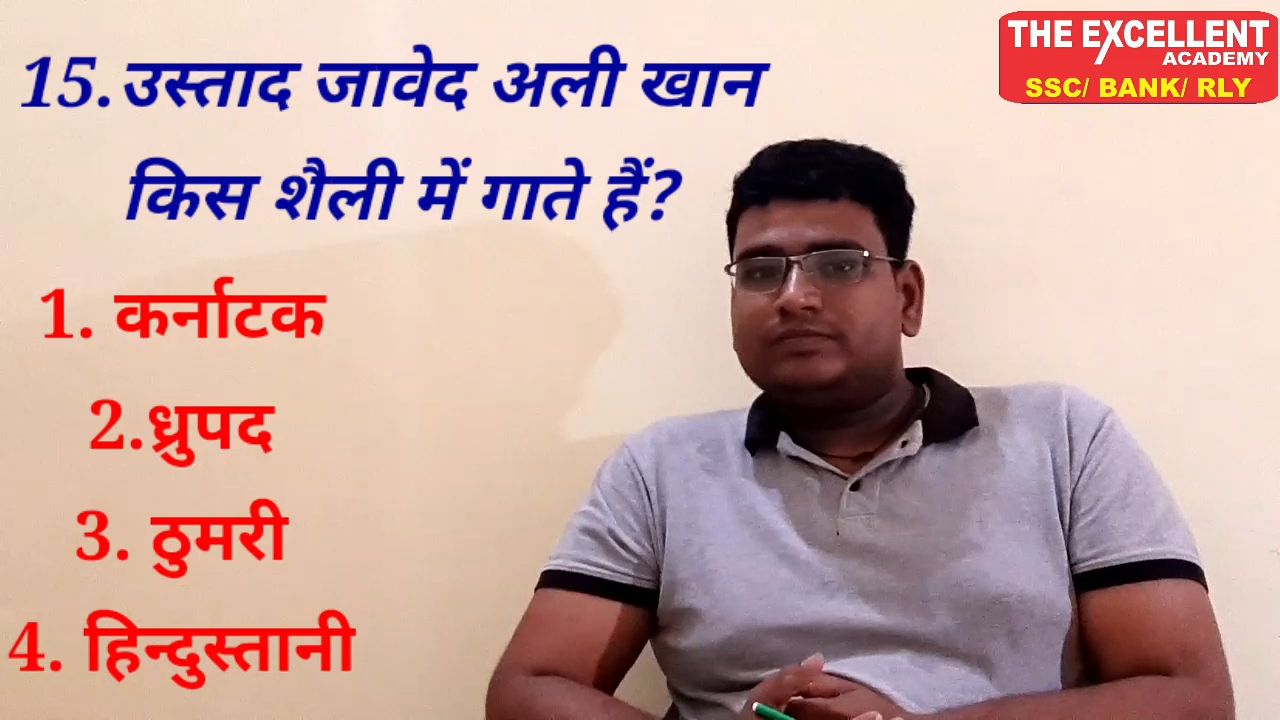 15. उस्ताद जावेद अली खान
किस शैली में गाते हैं?
1. कर्नाटक
2. ध्रुपद
3. ठुमरी
4. हिन्दुस्तानी
THE EXCELLENT
ACADEMY
SSC/ BANK/ RLY